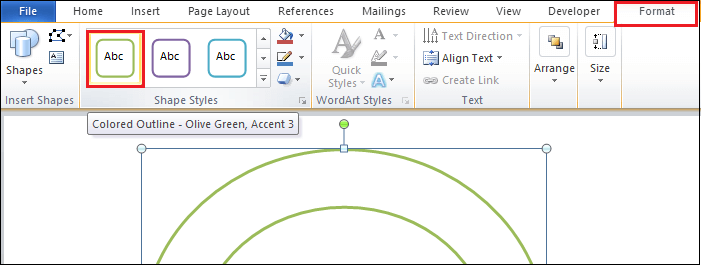 File Home Insert Page Layout References Mailings Review View Developer Format
Abc Abc Abc
Shapes
Quick Styles
Text Direction
Align Text
Create Link
Arrange
Size
Insert Shapes Shape Styles WordArt Styles Text
Colored Outline - Olive Green, Accent 3